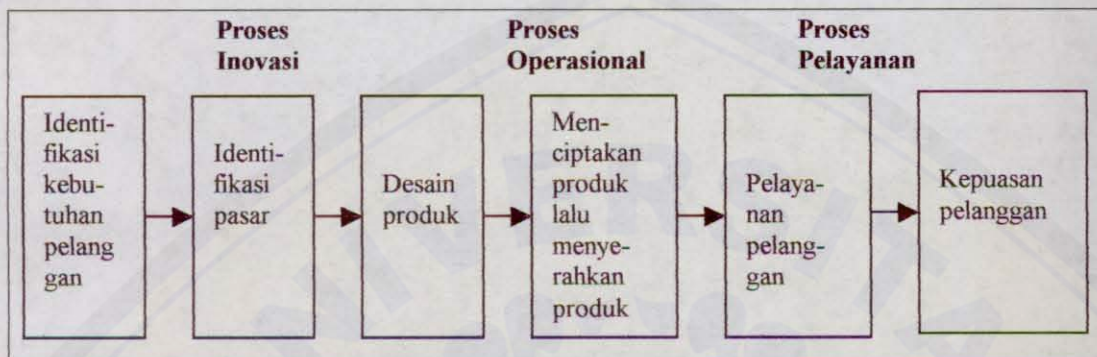 Proses
Inovasi
Proses
Operasional
Proses
Pelayanan
Identi-
fikasi
kebu-
tuhan
pelang
gan
Identi-
fikasi
pasar
Desain
produk
Men-
ciptakan
produk
lalu
menye-
rahkan
produk
Pelaya-
nan
pelang-
gan
Kepuasan
pelanggan